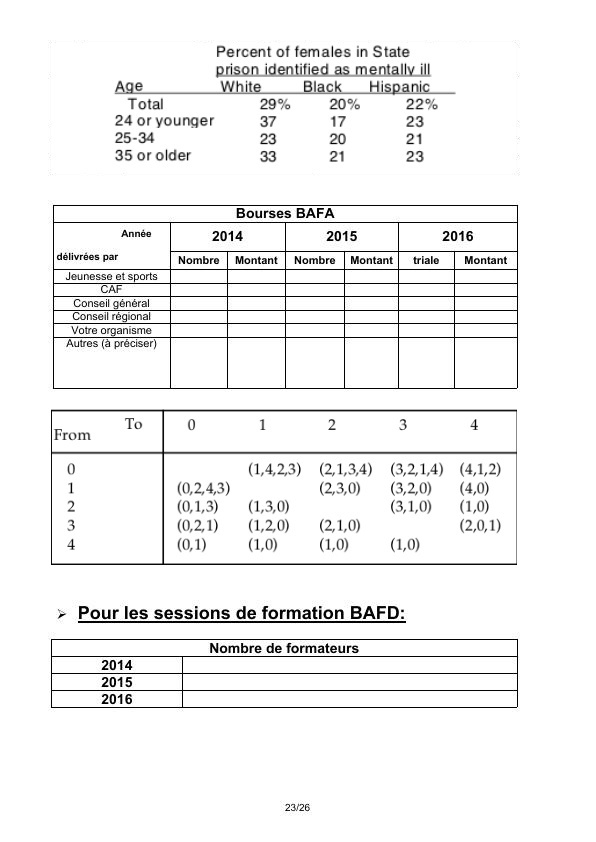 Percent of females in State
prison identified as mentally ill
Age White Black Hispanic
Total 29% 20% 22%
24 or younger 37 17 23
25-34 23 20 21
35 or older 33 21 23
Bourses BAFA
Année 2014 2015 2016
délivrées par Nombre Montant Nombre Montant triale Montant
Jeunesse et sports
CAF
Conseil général
Conseil régional
Votre organisme
Autres (à préciser)
From To 0 1 2 3 4
0 (1,4,2,3) (2,1,3,4) (3,2,1,4) (4,1,2)
1 (0,2,4,3) (2,3,0) (3,2,0) (4,0)
2 (0,1,3) (1,3,0) (3,1,0) (1,0)
3 (0,2,1) (1,2,0) (2,1,0) (2,0,1)
4 (0,1) (1,0) (1,0) (1,0)
➢ Pour les sessions de formation BAFD:
Nombre de formateurs
2014
2015
2016
23/26